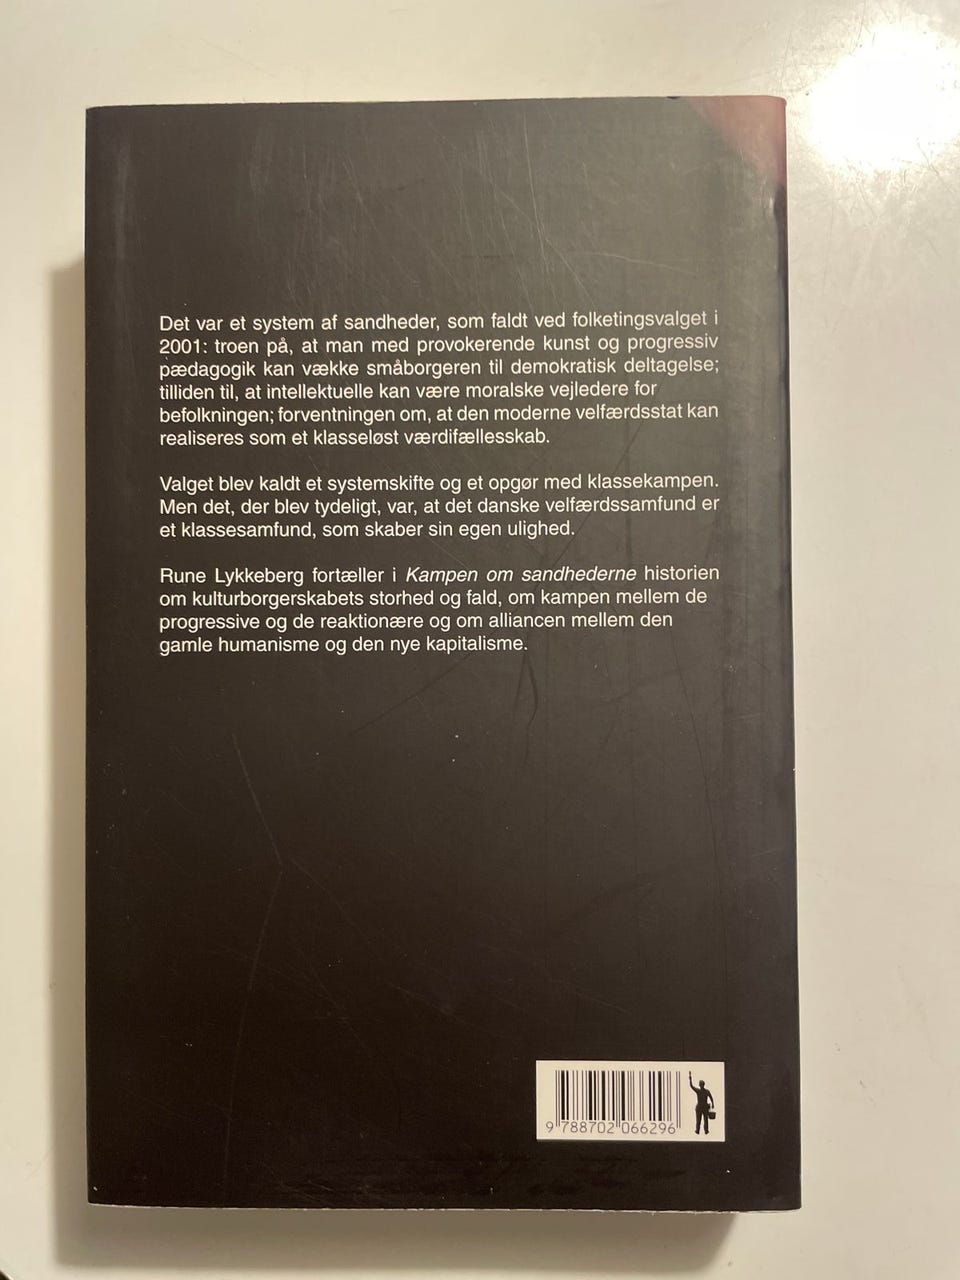 Det var et system af sandheder, som faldt ved folketingsvalget i
2001: troen på, at man med provokerende kunst og progressiv
pædagogik kan vække småborgeren til demokratisk deltagelse;
tilliden til, at intellektuelle kan være moralske vejledere for
befolkningen; forventningen om, at den moderne velfærdsstat kan
realiseres som et klasseløst værdifællesskab.
Valget blev kaldt et systemskifte og et opgør med klassekampen.
Men det, der blev tydeligt, var, at det danske velfærdssamfund er
et klassesamfund, som skaber sin egen ulighed.
Rune Lykkeberg fortæller i Kampen om sandhederne historien
om kulturborgerskabets storhed og fald, om kampen mellem de
progressive og de reaktionære og om alliancen mellem den
gamle humanisme og den nye kapitalisme.
9 788702 066296